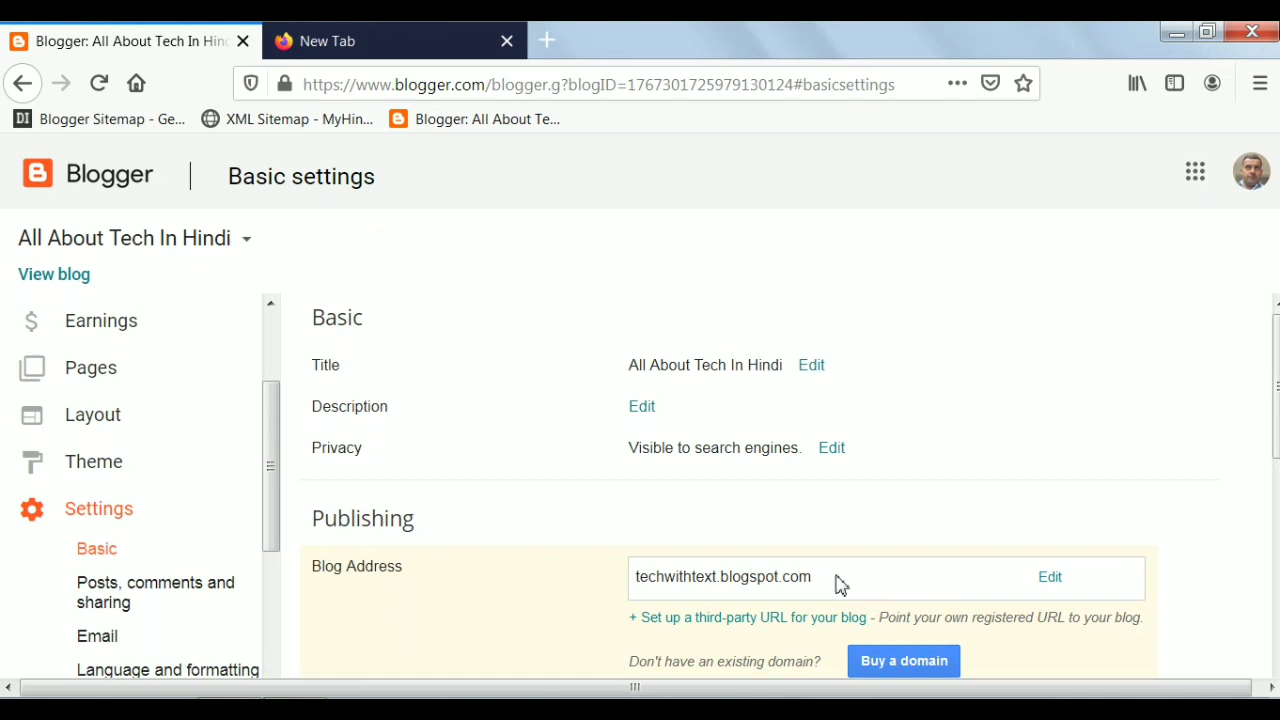 Blogger: All About Tech In Hin
New Tab
https://www.blogger.com/blogger.g?blogID=1767301725979130124#basicsettings
Blogger Sitemap - Ge...
XML Sitemap - MyHin...
Blogger: All About Te...
Blogger
Basic settings
All About Tech In Hindi
View blog
Earnings
Pages
Layout
Theme
Settings
Basic
Posts, comments and
sharing
Email
Language and formatting
Basic
Title All About Tech In Hindi Edit
Description Edit
Privacy Visible to search engines. Edit
Publishing
Blog Address techwithtext.blogspot.com Edit
+ Set up a third-party URL for your blog - Point your own registered URL to your blog.
Don't have an existing domain? Buy a domain